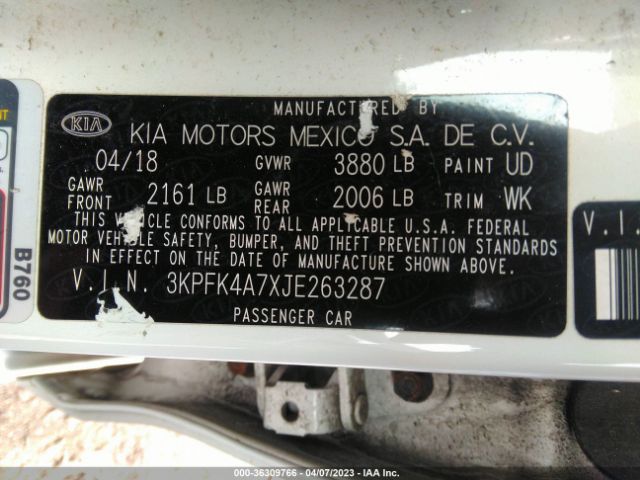 MANUFACTURED BY
KIA
KIA MOTORS MEXICO S.A. DE C.V.
04/18 GVWR 3880 LB PAINT UD
GAWR FRONT 2161 LB GAWR REAR 2006 LB TRIM WK
THIS VEHICLE CONFORMS TO ALL APPLICABLE U.S.A. FEDERAL
MOTOR VEHICLE SAFETY, BUMPER, AND THEFT PREVENTION STANDARDS
IN EFFECT ON THE DATE OF MANUFACTURE SHOWN ABOVE.
V.I.N. 3KPFK4A7XJE263287
PASSENGER CAR
B760
V.I.
000-36309766 - 04/07/2023 - IAA Inc.